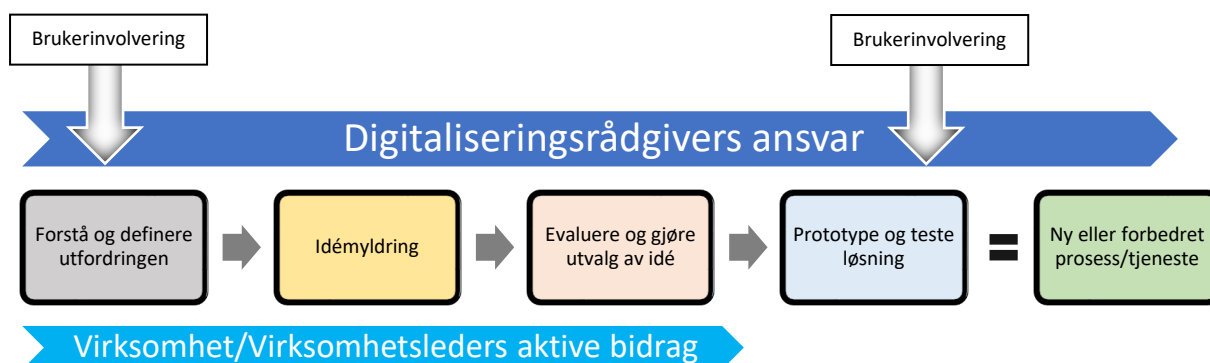 Brukerinvolvering
Brukerinvolvering
Digitaliseringsrådgivers ansvar
Forstå og definere
utfordringen
Idémyldring
Evaluere og gjøre
utvalg av idé
Prototype og teste
løsning
Ny eller forbedret
prosess/tjeneste
Virksomhet/Virksomhetsleders aktive bidrag